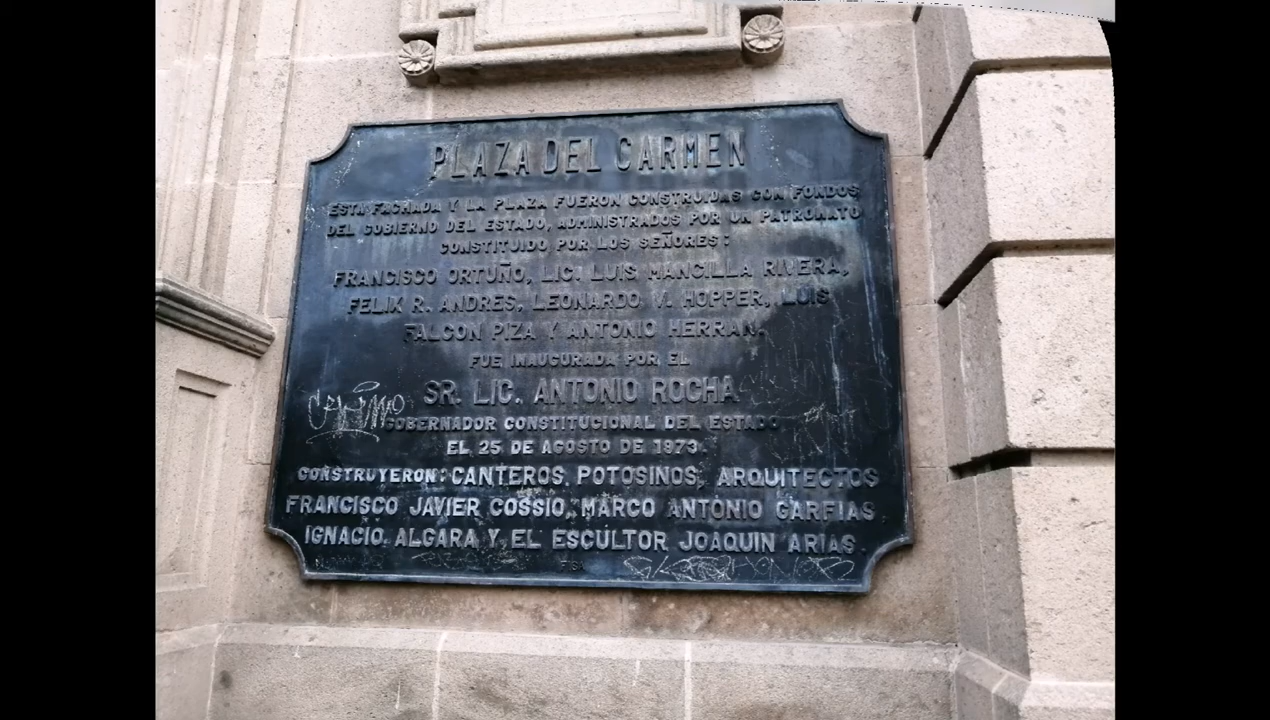 PLAZA DEL CARMEN
ESTA FACHADA Y LA PLAZA FUERON CONSTRUIDAS CON FONDOS
DEL GOBIERNO DEL ESTADO, ADMINISTRADOS POR UN PATRONATO
CONSTITUIDO POR LOS SEÑORES:
FRANCISCO ORTUÑO, LIC. LUIS MANCILLA RIVERA,
FELIX R. ANDRES, LEONARDO V. HOPPER, LUIS
FALCON PIZA Y ANTONIO HERRAN.
FUE INAUGURADA POR EL
SR. LIC. ANTONIO ROCHA
GOBERNADOR CONSTITUCIONAL DEL ESTADO
EL 25 DE AGOSTO DE 1973.
CONSTRUYERON: CANTEROS POTOSINOS, ARQUITECTOS
FRANCISCO JAVIER COSSIO, MARCO ANTONIO GARFIAS,
IGNACIO ALGARA Y EL ESCULTOR JOAQUIN ARIAS.